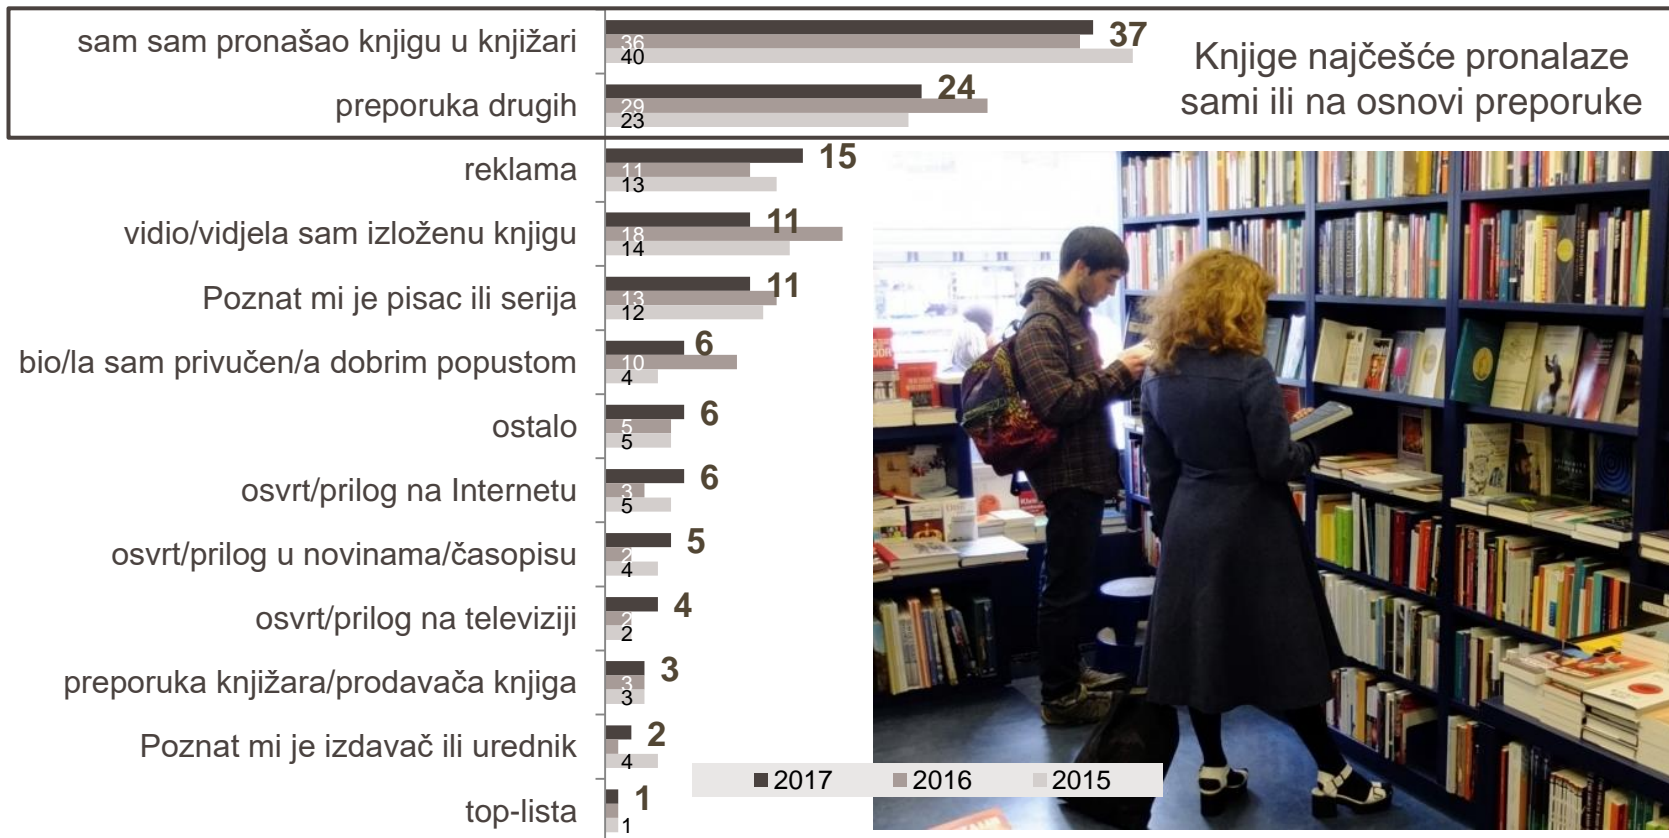 sam sam pronašao knjigu u knjižari
37
36
40
Knjige najčešće pronalaze
sami ili na osnovi preporuke
preporuka drugih
24
29
23
reklama
15
11
13
vidio/vidjela sam izloženu knjigu
11
18
14
Poznat mi je pisac ili serija
11
13
12
bio/la sam privučen/a dobrim popustom
6
10
4
ostalo
6
5
5
osvrt/prilog na Internetu
6
3
5
osvrt/prilog u novinama/časopisu
5
2
4
osvrt/prilog na televiziji
4
2
2
preporuka knjižara/prodavača knjiga
3
3
3
Poznat mi je izdavač ili urednik
2
4
top-lista
1
1
2017 2016 2015